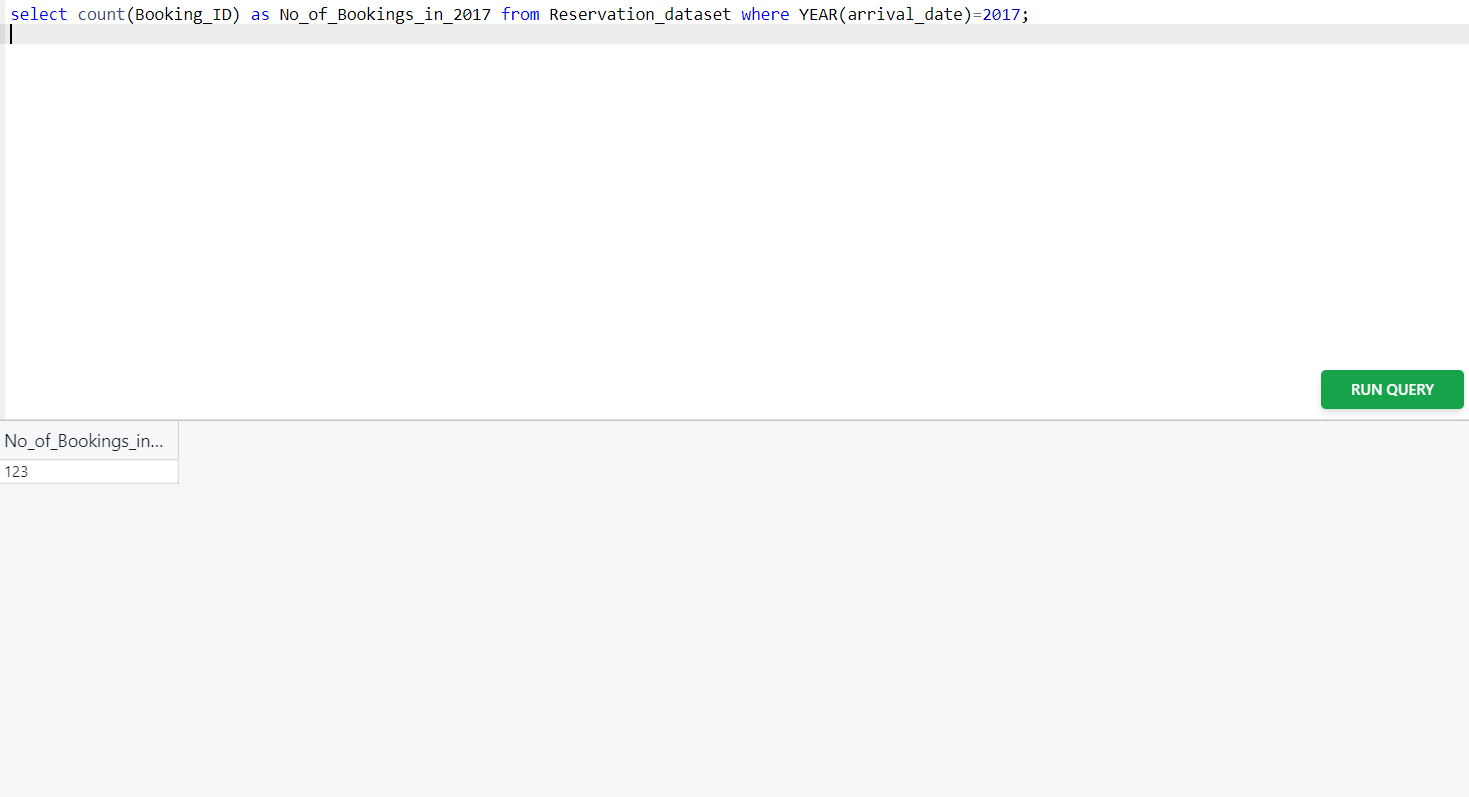 select count(Booking_ID) as No_of_Bookings_in_2017 from Reservation_dataset where YEAR(arrival_date)=2017;
RUN QUERY
No_of_Bookings_in...
123